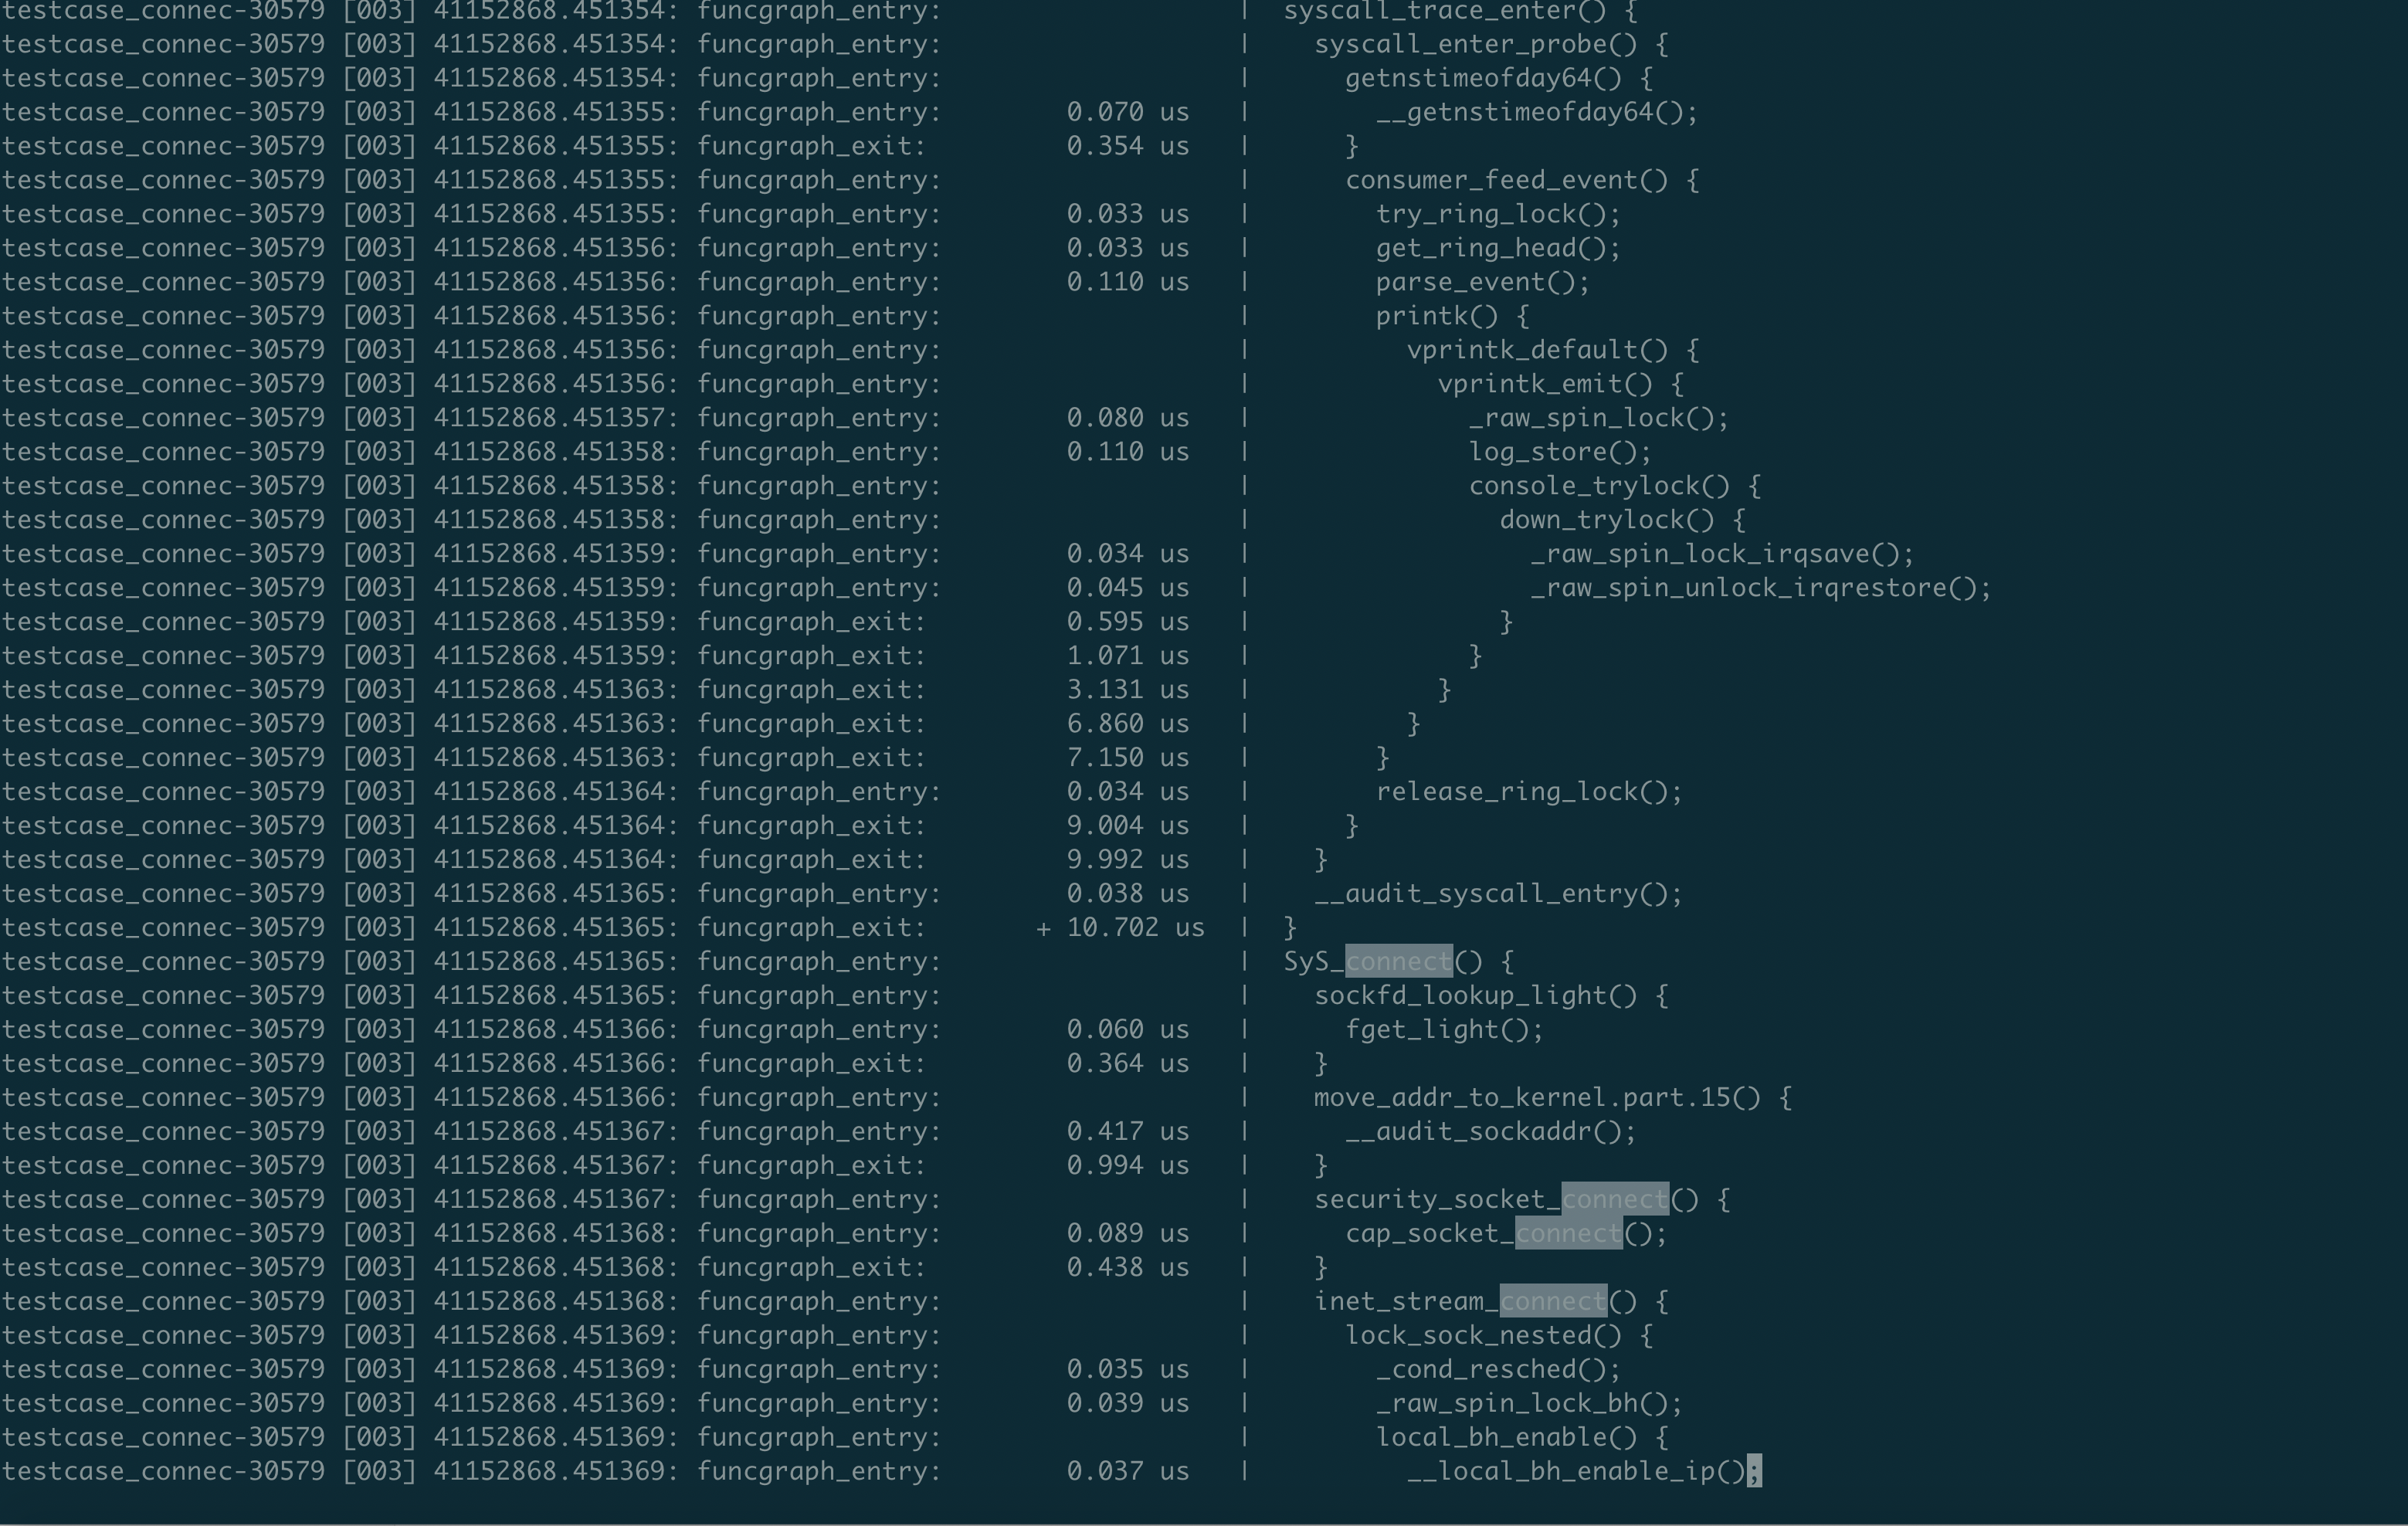 testcase_connec-30579 [003] 41152868.451354: funcgraph_entry:                   |  syscall_trace_enter() {
testcase_connec-30579 [003] 41152868.451354: funcgraph_entry:                   |    syscall_enter_probe() {
testcase_connec-30579 [003] 41152868.451354: funcgraph_entry:                   |      getnstimeofday64() {
testcase_connec-30579 [003] 41152868.451355: funcgraph_entry:        0.070 us   |        __getnstimeofday64();
testcase_connec-30579 [003] 41152868.451355: funcgraph_exit:         0.354 us   |      }
testcase_connec-30579 [003] 41152868.451355: funcgraph_entry:                   |      consumer_feed_event() {
testcase_connec-30579 [003] 41152868.451355: funcgraph_entry:        0.033 us   |        try_ring_lock();
testcase_connec-30579 [003] 41152868.451356: funcgraph_entry:        0.033 us   |        get_ring_head();
testcase_connec-30579 [003] 41152868.451356: funcgraph_entry:        0.110 us   |        parse_event();
testcase_connec-30579 [003] 41152868.451356: funcgraph_entry:                   |        printk() {
testcase_connec-30579 [003] 41152868.451356: funcgraph_entry:                   |          vprintk_default() {
testcase_connec-30579 [003] 41152868.451356: funcgraph_entry:                   |            vprintk_emit() {
testcase_connec-30579 [003] 41152868.451357: funcgraph_entry:        0.080 us   |              _raw_spin_lock();
testcase_connec-30579 [003] 41152868.451358: funcgraph_entry:        0.110 us   |              log_store();
testcase_connec-30579 [003] 41152868.451358: funcgraph_entry:                   |              console_trylock() {
testcase_connec-30579 [003] 41152868.451358: funcgraph_entry:                   |                down_trylock() {
testcase_connec-30579 [003] 41152868.451359: funcgraph_entry:        0.034 us   |                  _raw_spin_lock_irqsave();
testcase_connec-30579 [003] 41152868.451359: funcgraph_entry:        0.045 us   |                  _raw_spin_unlock_irqrestore();
testcase_connec-30579 [003] 41152868.451359: funcgraph_exit:         0.595 us   |                }
testcase_connec-30579 [003] 41152868.451359: funcgraph_exit:         1.071 us   |              }
testcase_connec-30579 [003] 41152868.451363: funcgraph_exit:         3.131 us   |            }
testcase_connec-30579 [003] 41152868.451363: funcgraph_exit:         6.860 us   |          }
testcase_connec-30579 [003] 41152868.451363: funcgraph_exit:         7.150 us   |        }
testcase_connec-30579 [003] 41152868.451364: funcgraph_entry:        0.034 us   |        release_ring_lock();
testcase_connec-30579 [003] 41152868.451364: funcgraph_exit:         9.004 us   |      }
testcase_connec-30579 [003] 41152868.451364: funcgraph_exit:         9.992 us   |    }
testcase_connec-30579 [003] 41152868.451365: funcgraph_entry:        0.038 us   |    __audit_syscall_entry();
testcase_connec-30579 [003] 41152868.451365: funcgraph_exit:       + 10.702 us  |  }
testcase_connec-30579 [003] 41152868.451365: funcgraph_entry:                   |  SyS_connect() {
testcase_connec-30579 [003] 41152868.451365: funcgraph_entry:                   |    sockfd_lookup_light() {
testcase_connec-30579 [003] 41152868.451366: funcgraph_entry:        0.060 us   |      fget_light();
testcase_connec-30579 [003] 41152868.451366: funcgraph_exit:         0.364 us   |    }
testcase_connec-30579 [003] 41152868.451366: funcgraph_entry:                   |    move_addr_to_kernel.part.15() {
testcase_connec-30579 [003] 41152868.451367: funcgraph_entry:        0.417 us   |      __audit_sockaddr();
testcase_connec-30579 [003] 41152868.451367: funcgraph_exit:         0.994 us   |    }
testcase_connec-30579 [003] 41152868.451367: funcgraph_entry:                   |    security_socket_connect() {
testcase_connec-30579 [003] 41152868.451368: funcgraph_entry:        0.089 us   |      cap_socket_connect();
testcase_connec-30579 [003] 41152868.451368: funcgraph_exit:         0.438 us   |    }
testcase_connec-30579 [003] 41152868.451368: funcgraph_entry:                   |    inet_stream_connect() {
testcase_connec-30579 [003] 41152868.451369: funcgraph_entry:                   |      lock_sock_nested() {
testcase_connec-30579 [003] 41152868.451369: funcgraph_entry:        0.035 us   |        _cond_resched();
testcase_connec-30579 [003] 41152868.451369: funcgraph_entry:        0.039 us   |        _raw_spin_lock_bh();
testcase_connec-30579 [003] 41152868.451369: funcgraph_entry:                   |        local_bh_enable() {
testcase_connec-30579 [003] 41152868.451369: funcgraph_entry:        0.037 us   |          __local_bh_enable_ip();